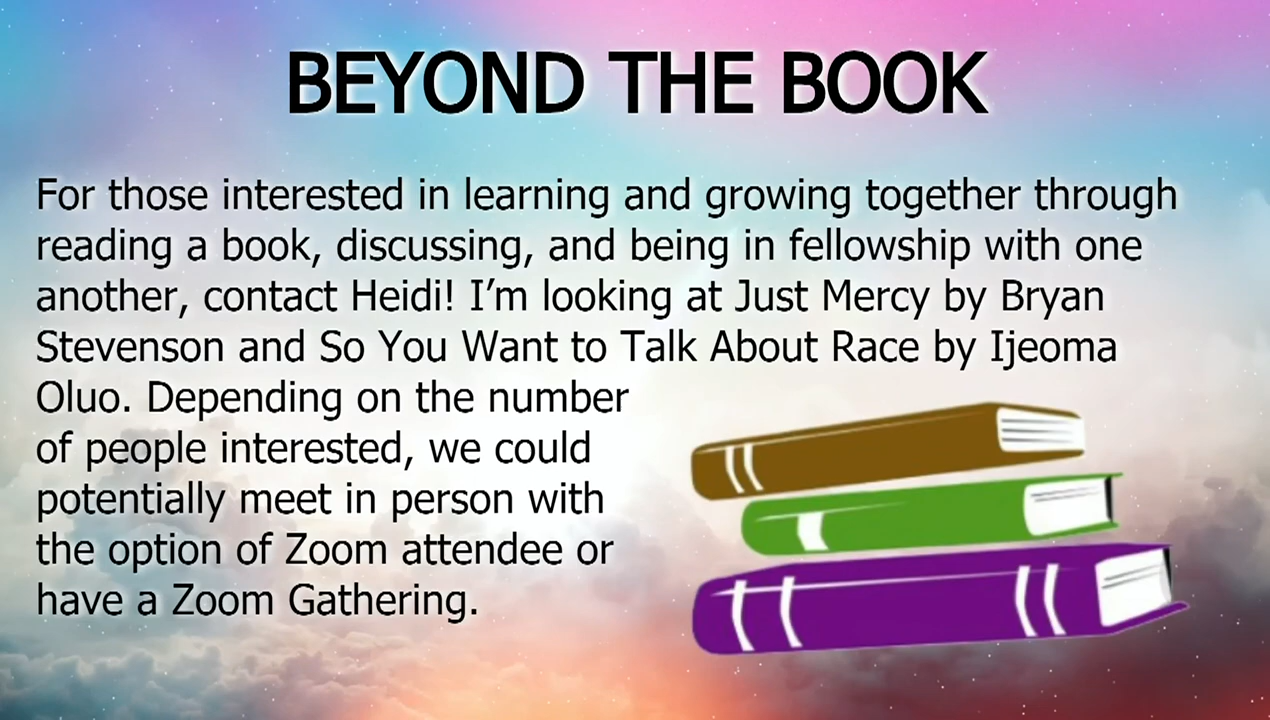 BEYOND THE BOOK
For those interested in learning and growing together through
reading a book, discussing, and being in fellowship with one
another, contact Heidi! I’m looking at Just Mercy by Bryan
Stevenson and So You Want to Talk About Race by Ijeoma
Oluo. Depending on the number
of people interested, we could
potentially meet in person with
the option of Zoom attendee or
have a Zoom Gathering.